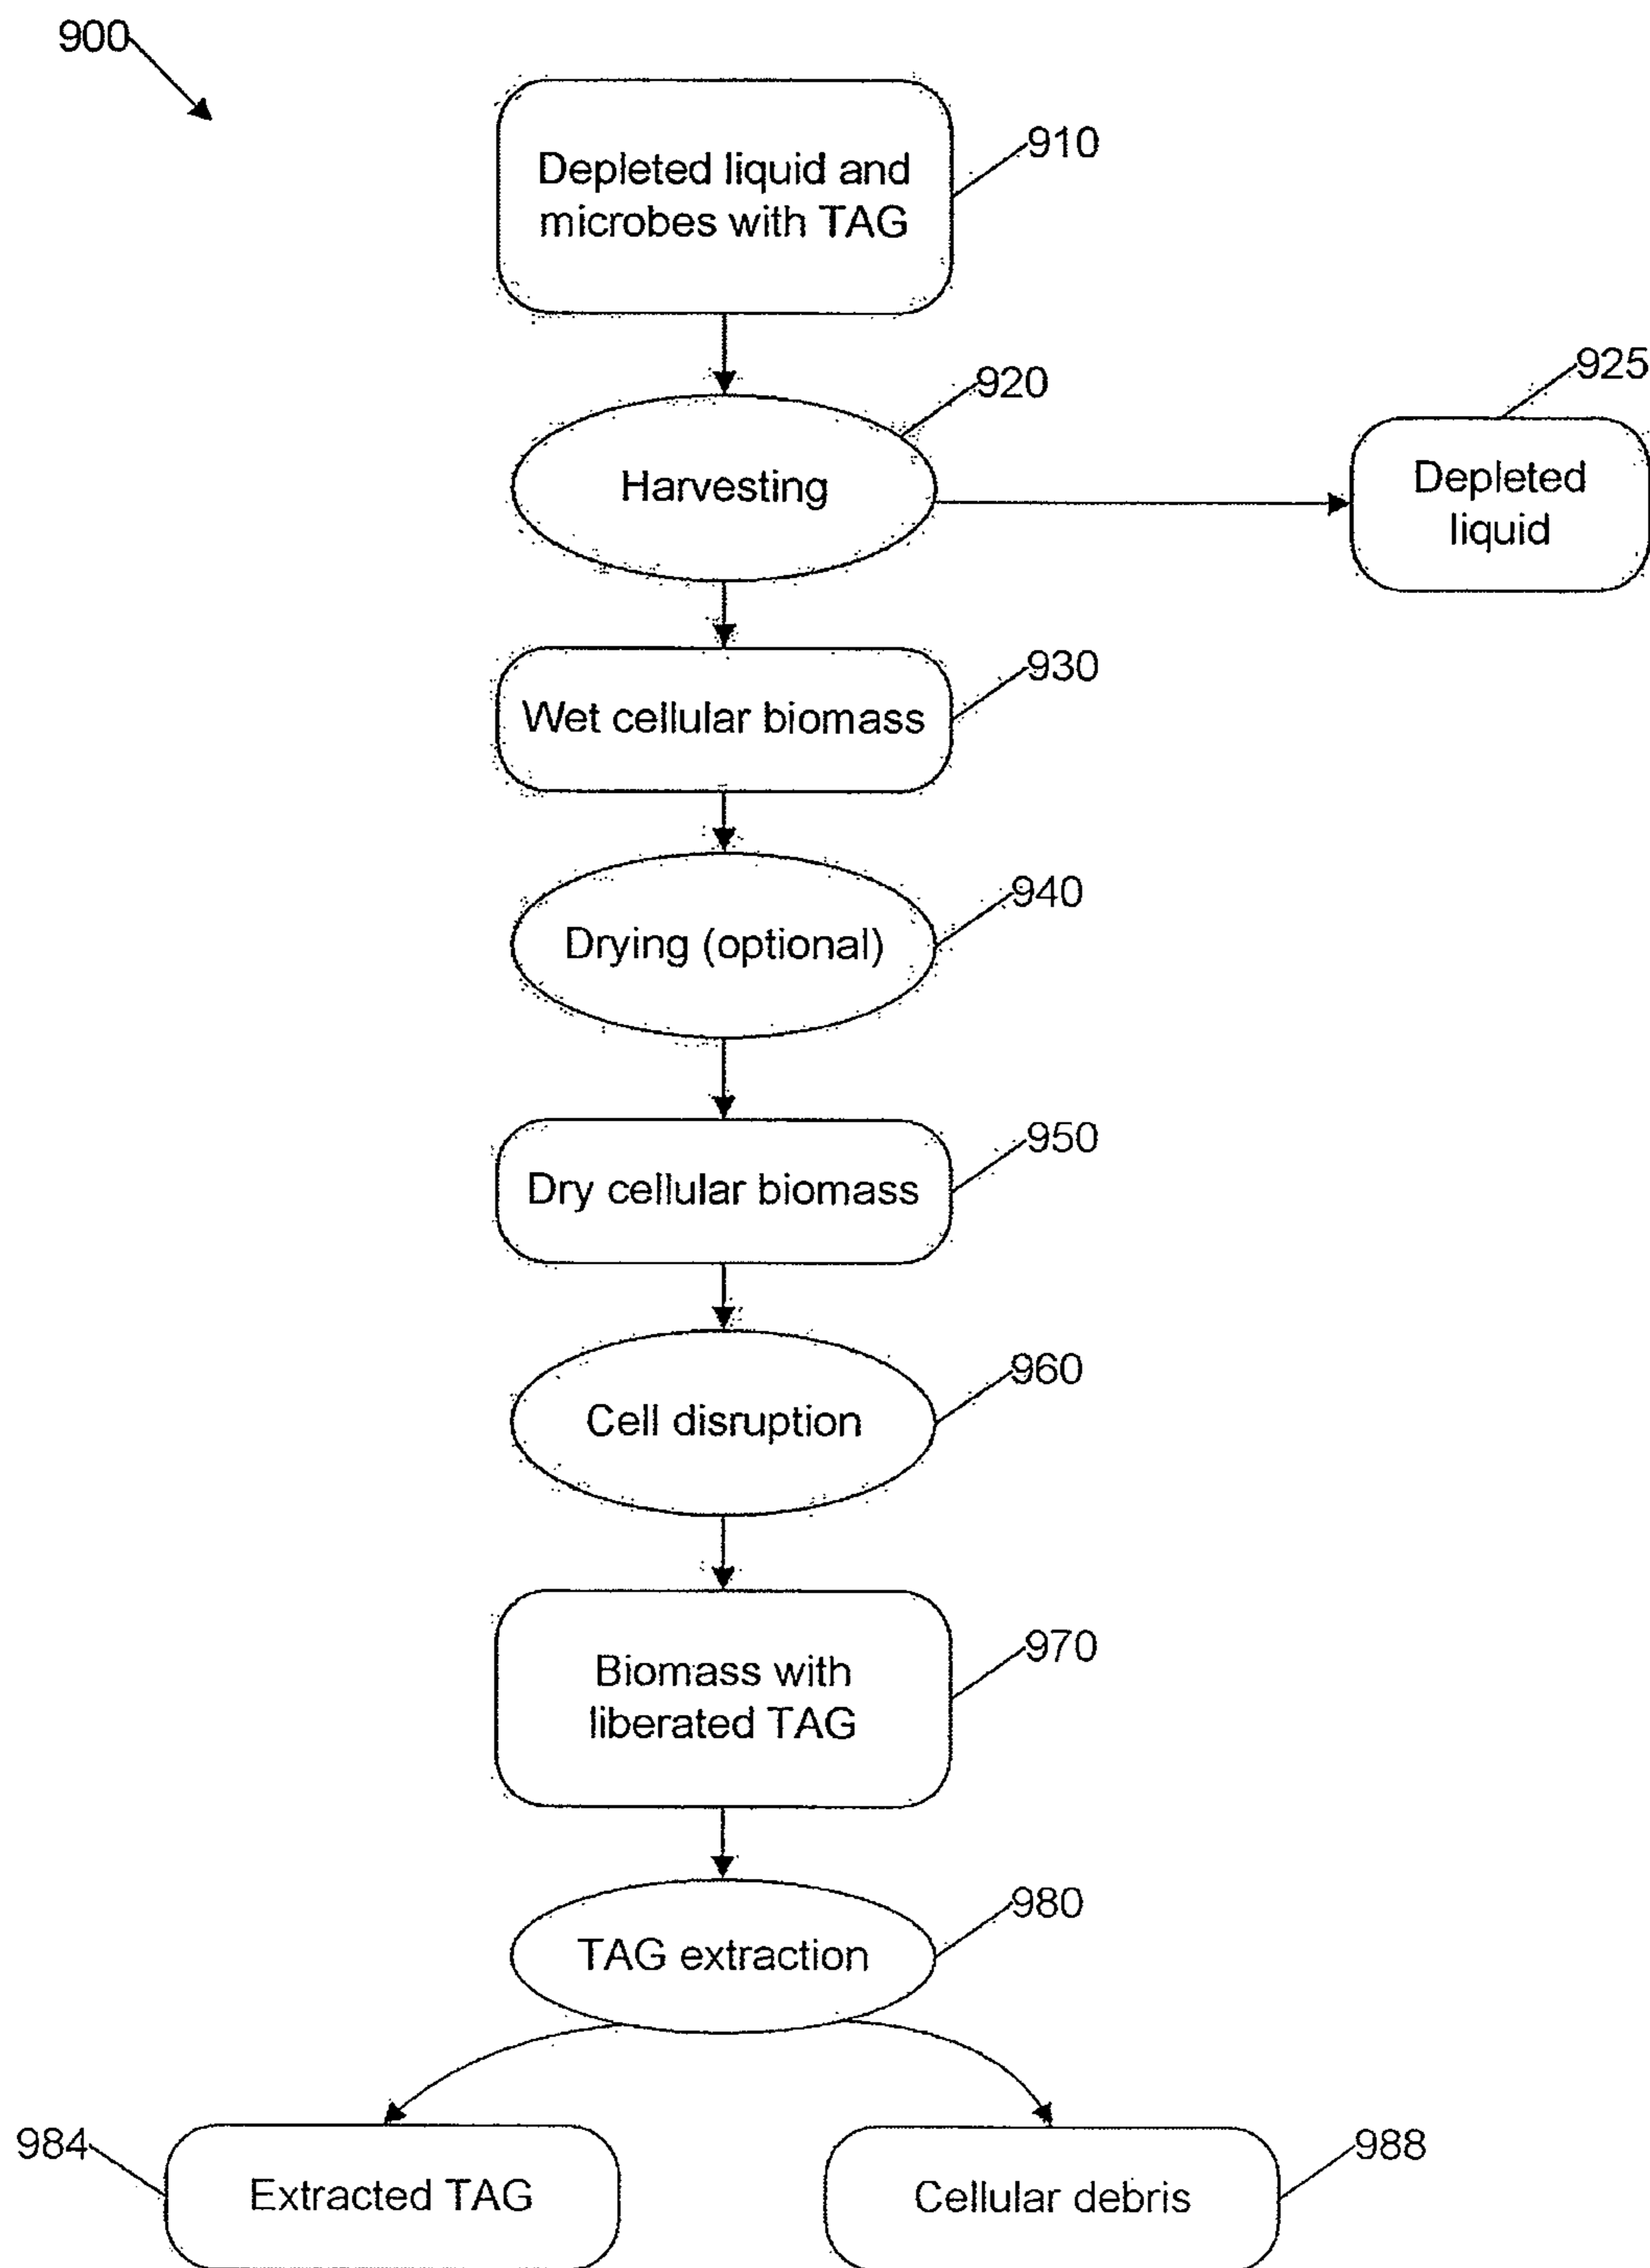 900
Depleted liquid and
microbes with TAG
910
Harvesting
920
Depleted
liquid
925
Wet cellular biomass
930
Drying (optional)
940
Dry cellular biomass
950
Cell disruption
960
Biomass with
liberated TAG
970
TAG extraction
980
Extracted TAG
984
Cellular debris
988